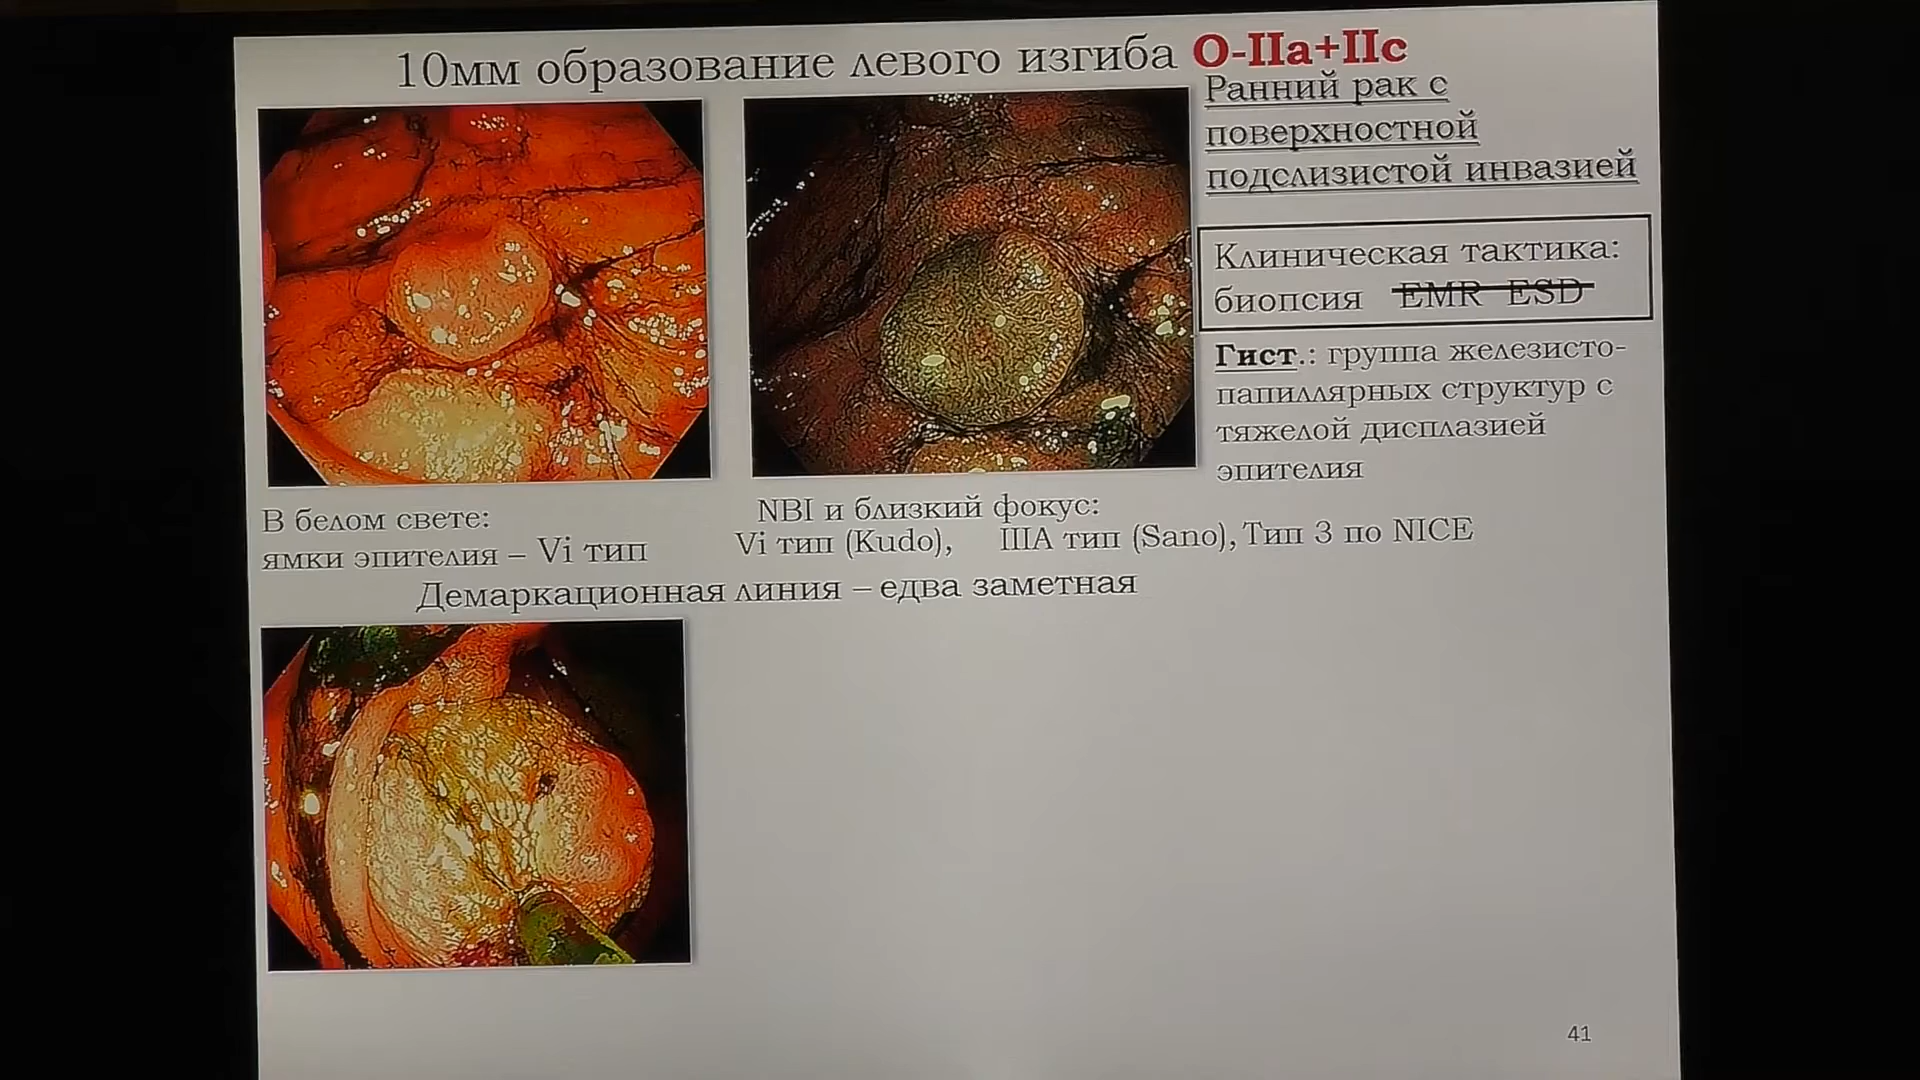 10мм образование левого изгиба O-IIa+IIc
Ранний рак с
поверхностной
подслизистой инвазией
Клиническая тактика:
биопсия EMR ESD
Гист.: группа железисто-
папиллярных структур с
тяжелой дисплазией
эпителия
В белом свете:
ямки эпителия – Vi тип
NBI и близкий фокус:
Vi тип (Kudo), IIIA тип (Sano), Тип 3 по NICE
Демаркационная линия – едва заметная
41